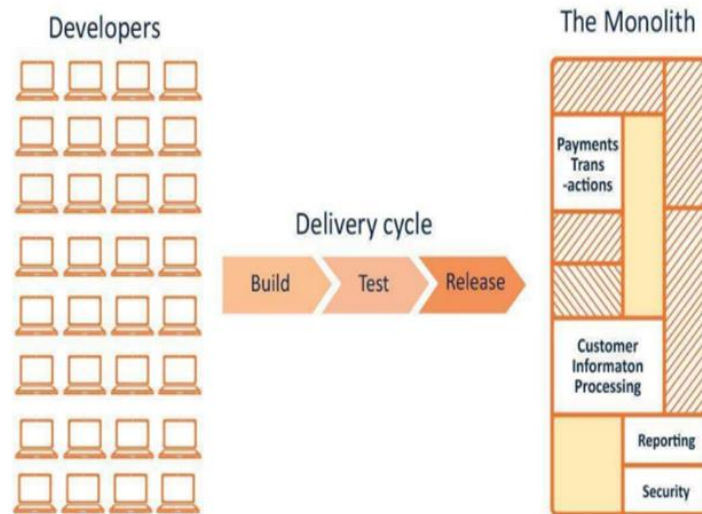 Developers
The Monolith
Payments
Trans
-actions
Delivery cycle
Build
Test
Release
Customer
Informaton
Processing
Reporting
Security